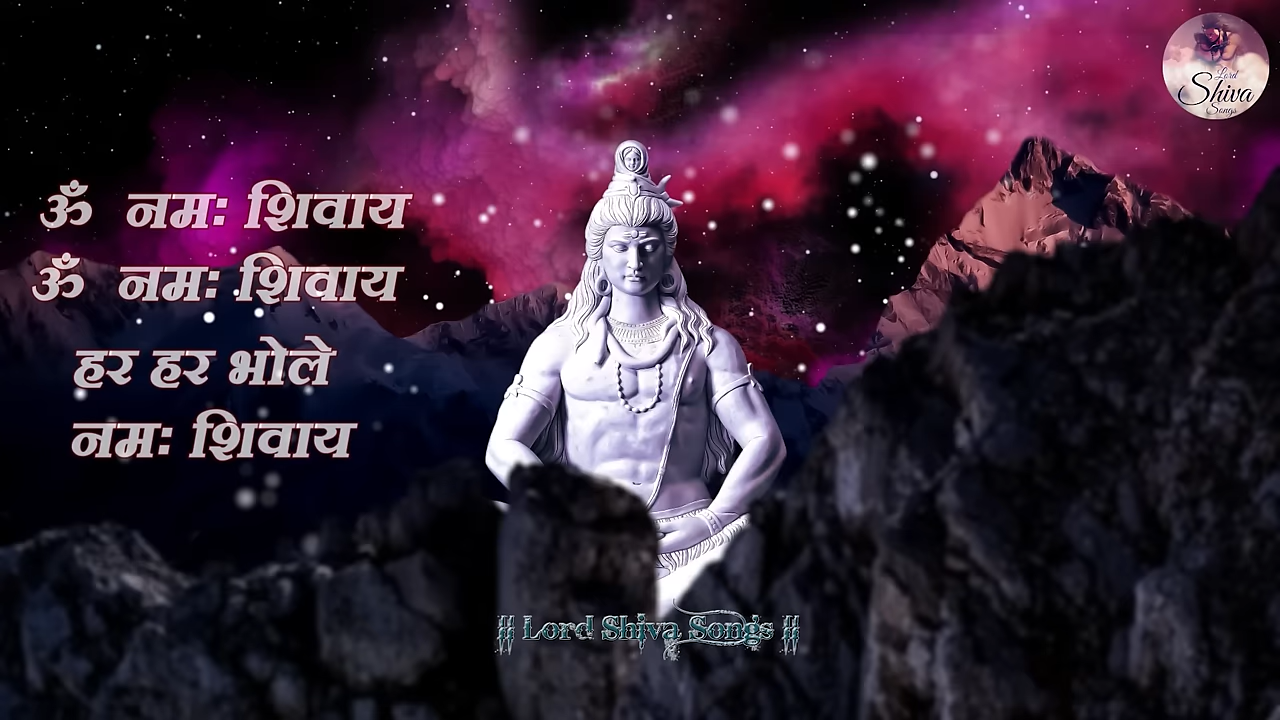 ॐ नमः शिवाय
ॐ नमः शिवाय
हर हर भोले
नमः शिवाय
Lord
Shiva
Songs
|| Lord Shiva Songs ||